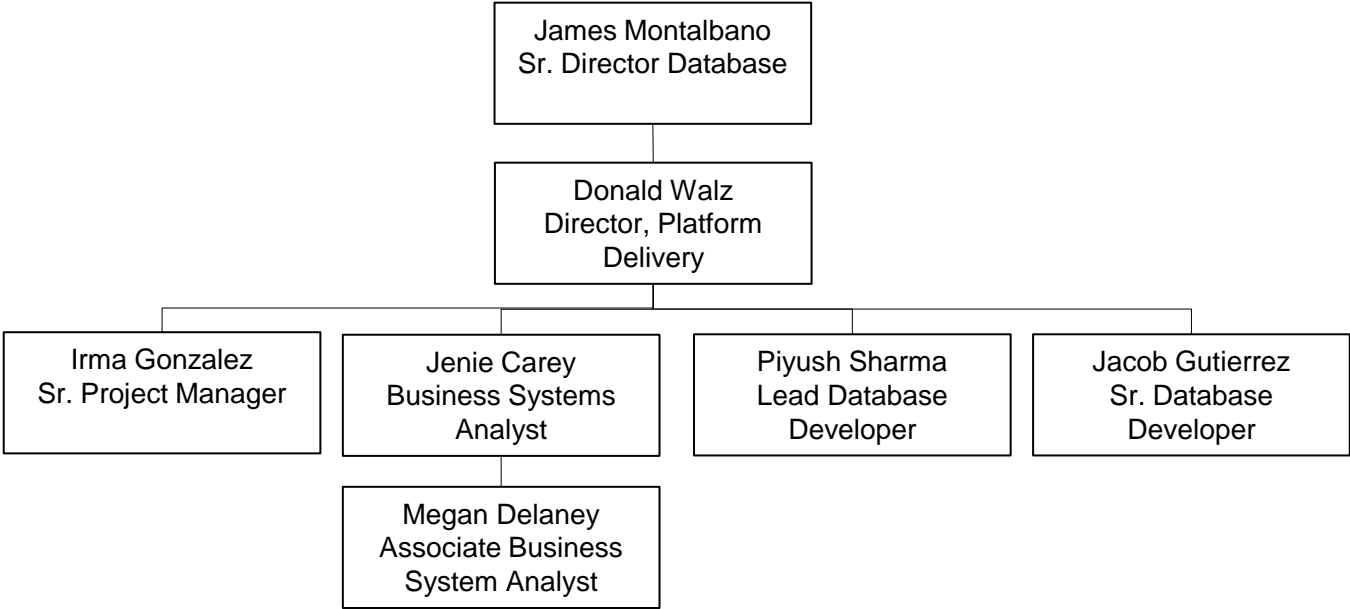 James Montalbano
Sr. Director Database
Donald Walz
Director, Platform
Delivery
Irma Gonzalez
Sr. Project Manager
Jenie Carey
Business Systems
Analyst
Piyush Sharma
Lead Database
Developer
Jacob Gutierrez
Sr. Database
Developer
Megan Delaney
Associate Business
System Analyst